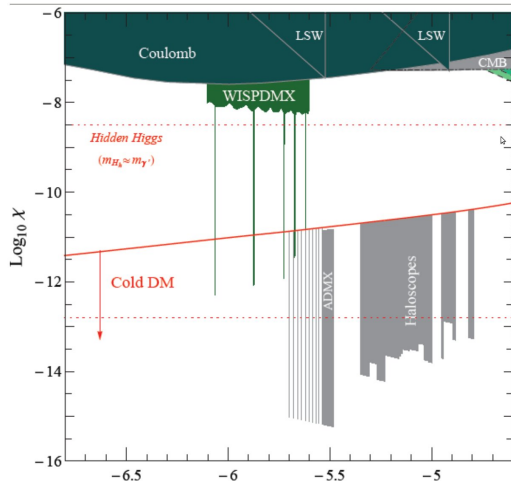 -6
LSW
LSW
Coulomb
CMB
-7
WISPDMX
-8
Hidden Higgs
(m_{H_h}≈m_{γ'})
-10
Log₁₀ χ
Cold DM
ADMX
Haloscopes
-12
-14
-16
-6.5
-6
-5.5
-5